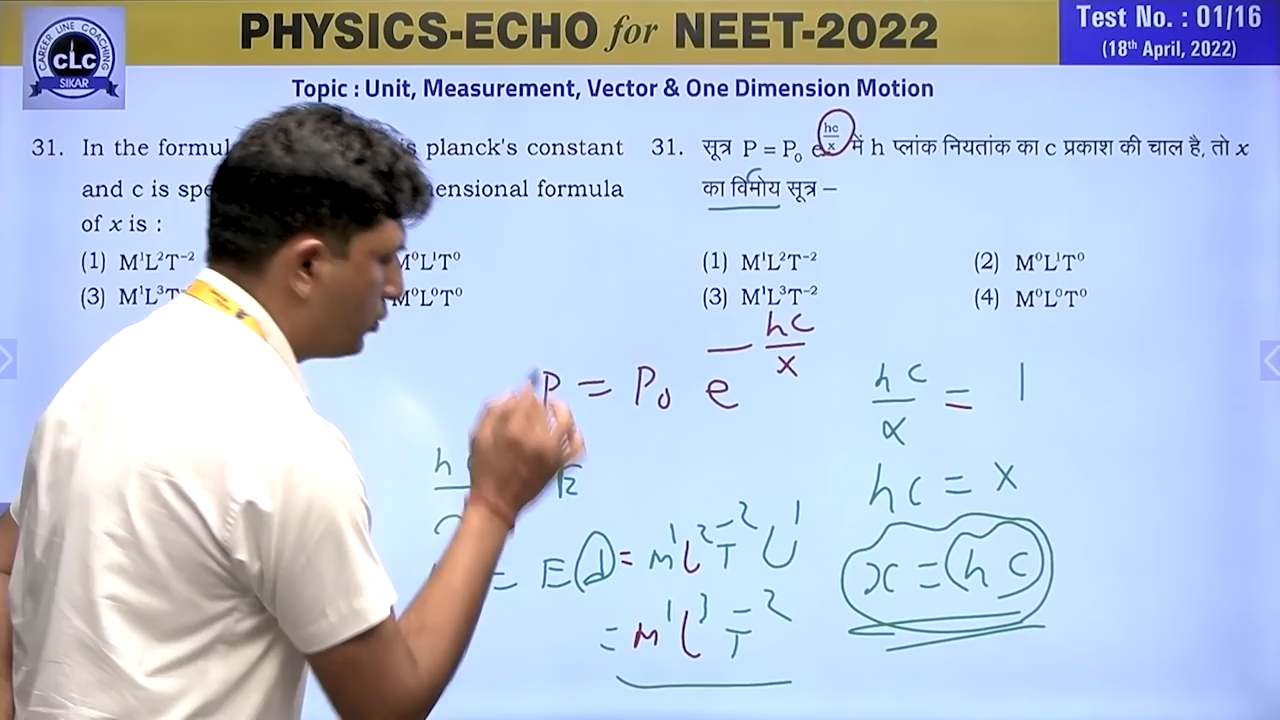 CAREER LINE COACHING
CLC
SIKAR
PHYSICS-ECHO for NEET-2022
Test No. : 01/16
(18th April, 2022)
Topic : Unit, Measurement, Vector & One Dimension Motion
31. In the formul planck's constant
and c is spe ensional formula
of x is :
(1) M¹L²T⁻² M⁰L¹T⁰
(3) M¹L³T M⁰L⁰T⁰
31. सूत्र P = P₀ e^(hc/x) में h प्लांक नियतांक का c प्रकाश की चाल है, तो x
का विमीय सूत्र –
(1) M¹L²T⁻² (2) M⁰L¹T⁰
(3) M¹L³T⁻² (4) M⁰L⁰T⁰
P = P₀ e^(–hc/x)
hc/x = 1
hc = x
x = hc
h E
= Ed = M¹L²T⁻² L¹
= M¹L³T⁻²